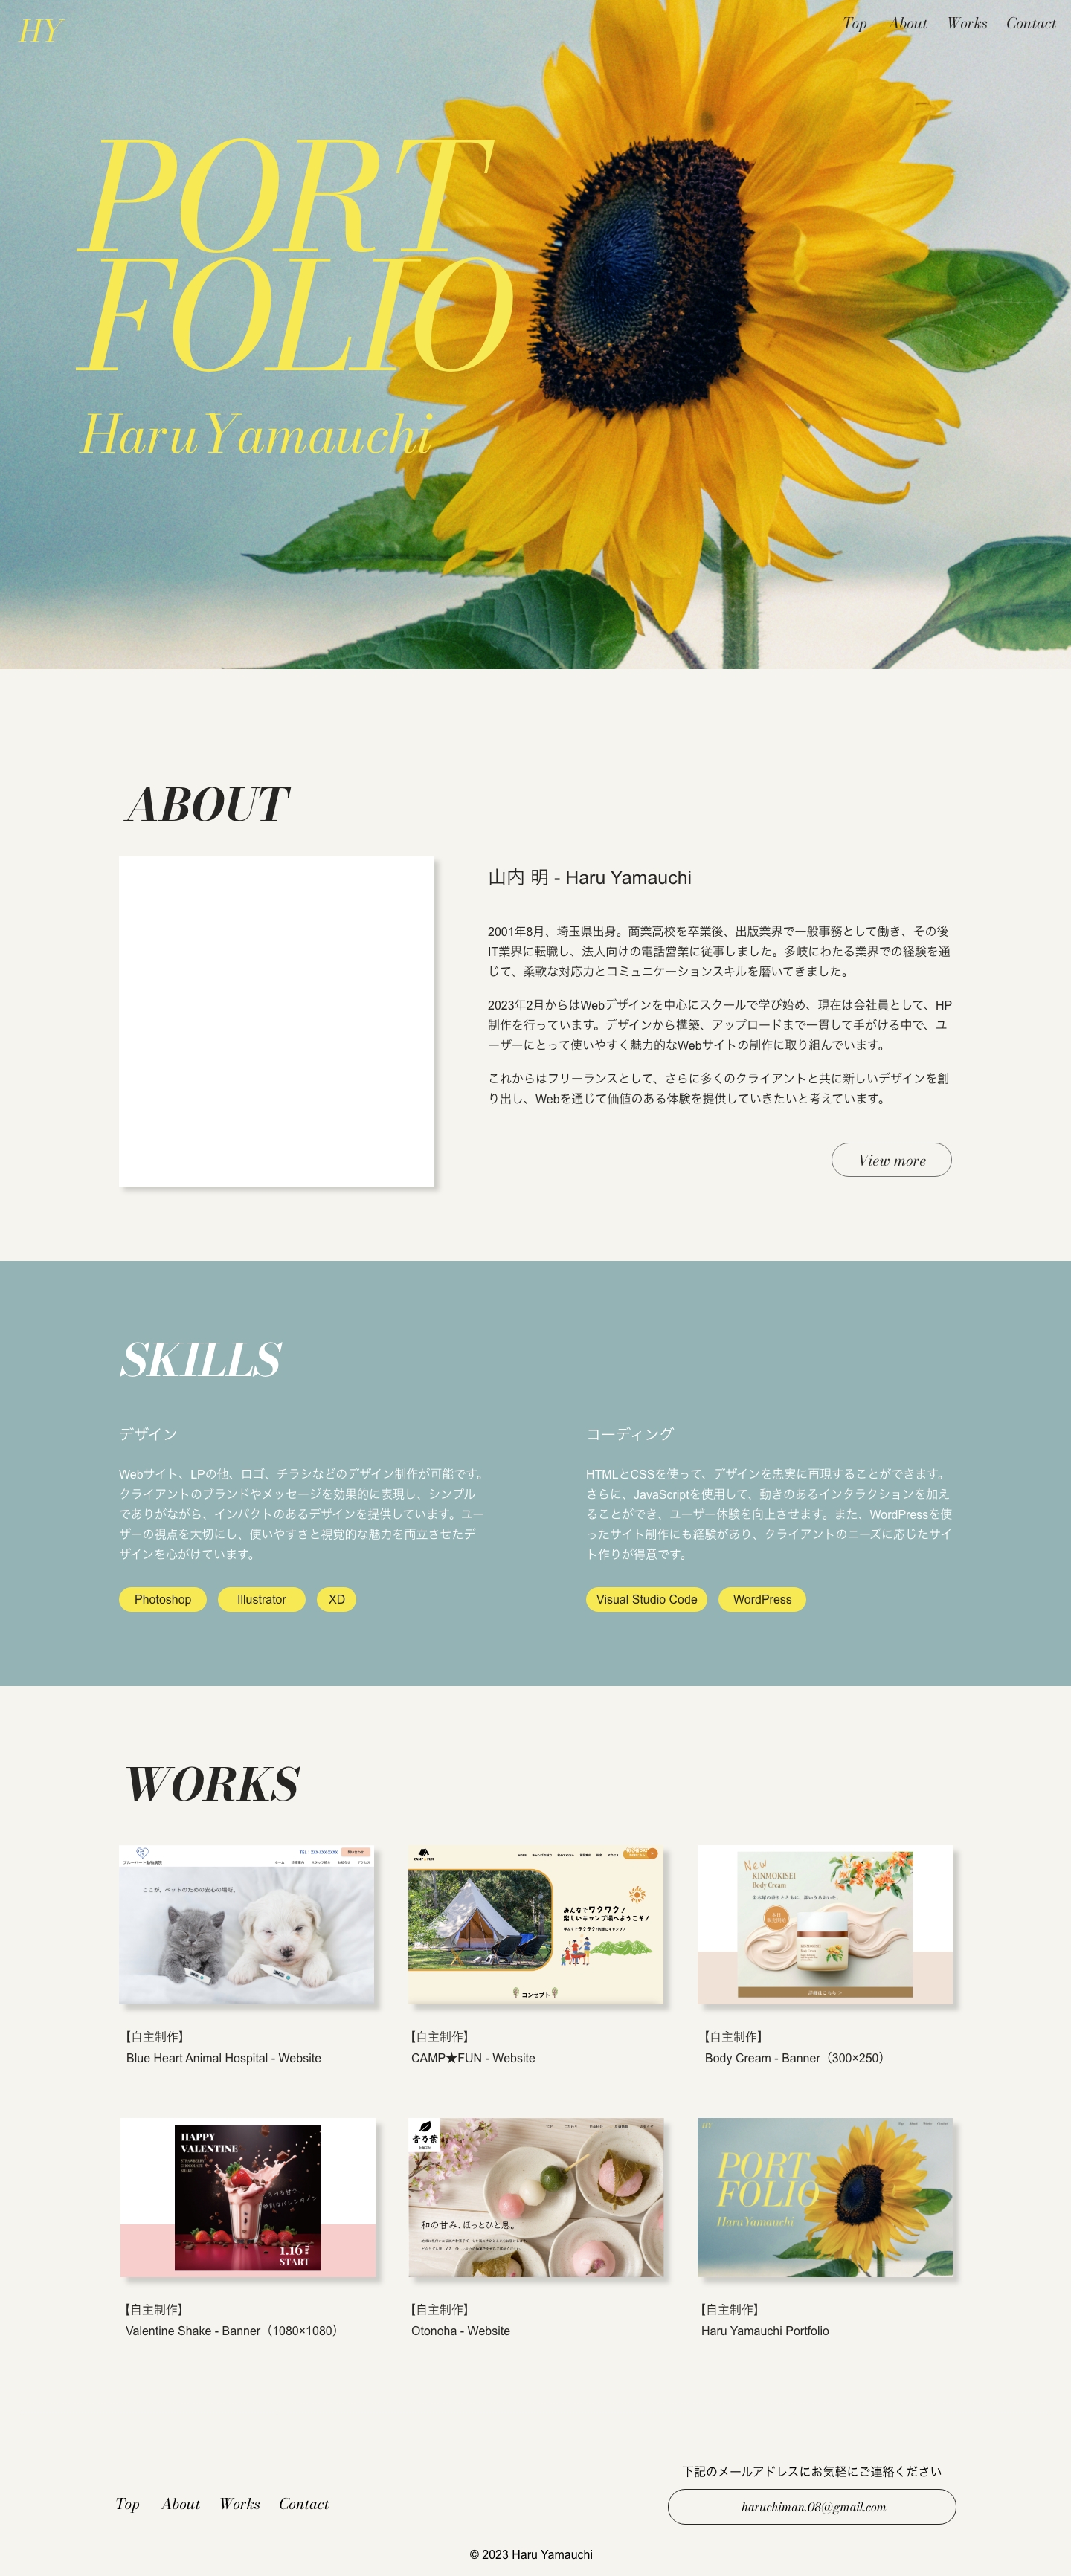 HY
Top About Works Contact
PORT
FOLIO
Haru Yamauchi
ABOUT
山内 明 - Haru Yamauchi
2001年8月、埼玉県出身。商業高校を卒業後、出版業界で一般事務として働き、その後
IT業界に転職し、法人向けの電話営業に従事しました。多岐にわたる業界での経験を通
じて、柔軟な対応力とコミュニケーションスキルを磨いてきました。
2023年2月からはWebデザインを中心にスクールで学び始め、現在は会社員として、HP
制作を行っています。デザインから構築、アップロードまで一貫して手がける中で、ユ
ーザーにとって使いやすく魅力的なWebサイトの制作に取り組んでいます。
これからはフリーランスとして、さらに多くのクライアントと共に新しいデザインを創
り出し、Webを通じて価値のある体験を提供していきたいと考えています。
View more
SKILLS
デザイン
Webサイト、LPの他、ロゴ、チラシなどのデザイン制作が可能です。
クライアントのブランドやメッセージを効果的に表現し、シンプル
でありがながら、インパクトのあるデザインを提供しています。ユー
ザーの視点を大切にし、使いやすさと視覚的な魅力を両立させたデ
ザインを心がけています。
Photoshop Illustrator XD
コーディング
HTMLとCSSを使って、デザインを忠実に再現することができます。
さらに、JavaScriptを使用して、動きのあるインタラクションを加え
ることができ、ユーザー体験を向上させます。また、WordPressを使
ったサイト制作にも経験があり、クライアントのニーズに応じたサイ
ト作りが得意です。
Visual Studio Code WordPress
WORKS
ブルーハート動物病院
TEL：XXX-XXX-XXXX
ここが、ペットのための安心の場所。
【自主制作】
Blue Heart Animal Hospital - Website
みんなでワクワク！
楽しいキャンプ場へようこそ！
コンセプト
【自主制作】
CAMP★FUN - Website
New
KINMOKISEI
Body Cream
詳細はこちら ＞
【自主制作】
Body Cream - Banner（300×250）
HAPPY
VALENTINE
STRAWBERRY
CHOCOLATE
SHAKE
1.16
START
【自主制作】
Valentine Shake - Banner（1080×1080）
音乃葉
和の甘み、ほっとひと息。
【自主制作】
Otonoha - Website
Top About Works Contact
PORT
FOLIO
Haru Yamauchi
【自主制作】
Haru Yamauchi Portfolio
Top About Works Contact
下記のメールアドレスにお気軽にご連絡ください
haruchiman.08@gmail.com
© 2023 Haru Yamauchi